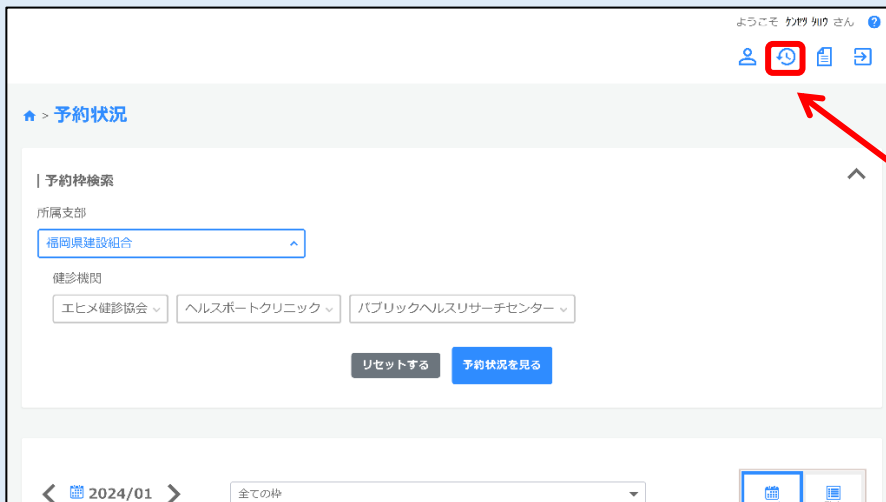 ようこそ ｹﾝｾﾂ ﾀﾛｳ さん ?
> 予約状況
| 予約枠検索
所属支部
福岡県建設組合
健診機関
エヒメ健診協会 ヘルスポートクリニック パブリックヘルスリサーチセンター
リセットする 予約状況を見る
2024/01 全ての枠